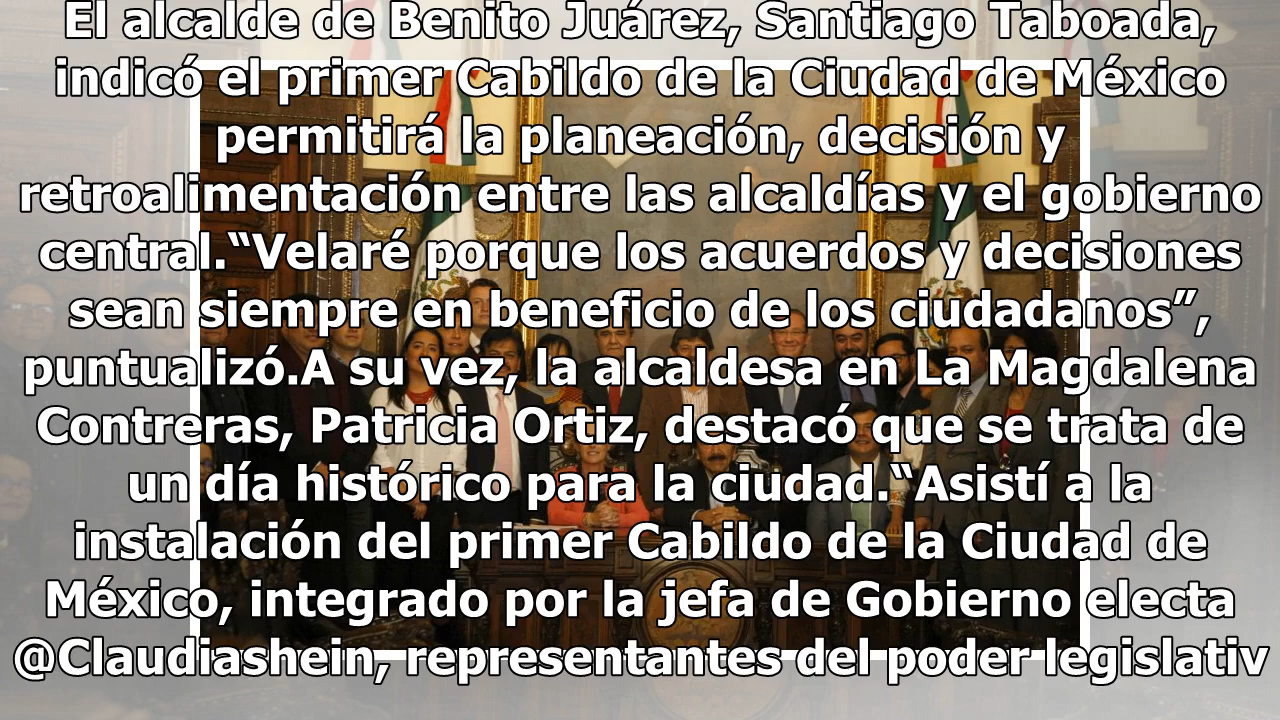 El alcalde de Benito Juárez, Santiago Taboada,
indicó el primer Cabildo de la Ciudad de México
permitirá la planeación, decisión y
retroalimentación entre las alcaldías y el gobierno
central.“Velaré porque los acuerdos y decisiones
sean siempre en beneficio de los ciudadanos”,
puntualizó.A su vez, la alcaldesa en La Magdalena
Contreras, Patricia Ortiz, destacó que se trata de
un día histórico para la ciudad.“Asistí a la
instalación del primer Cabildo de la Ciudad de
México, integrado por la jefa de Gobierno electa
@Claudiashein, representantes del poder legislativ